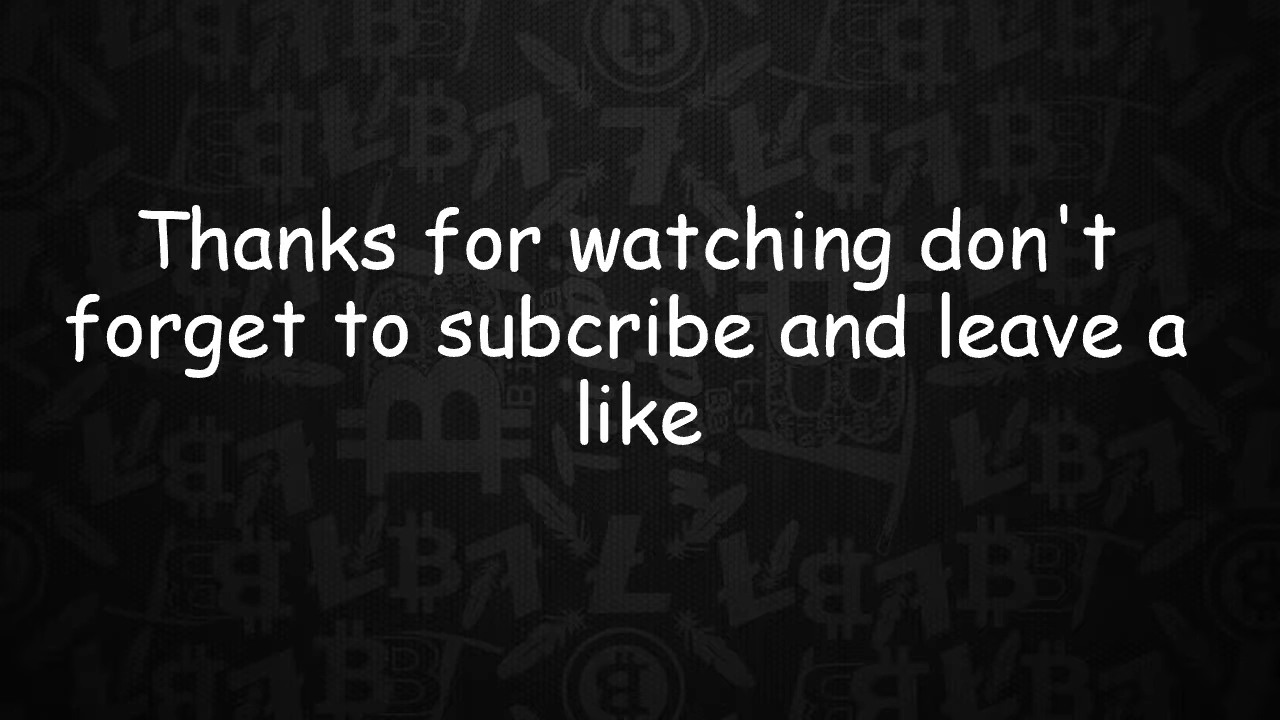 Thanks for watching don't
forget to subcribe and leave a
like